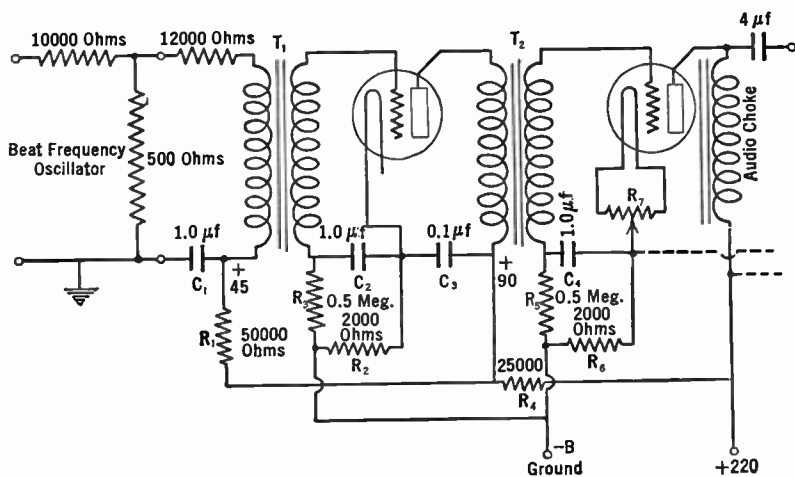 10000 Ohms
12000 Ohms
T₁
T₂
4 µf
Beat Frequency
Oscillator
500 Ohms
Audio Choke
R₇
1.0 µf
1.0 µf
0.1 µf
1.0 µf
C₁
+
45
C₂
C₃
+
90
C₄
R₃
0.5 Meg.
R₅
0.5 Meg.
R₁
50000
Ohms
2000
Ohms
R₂
2000
Ohms
R₆
25000
R₄
-B
Ground
+220